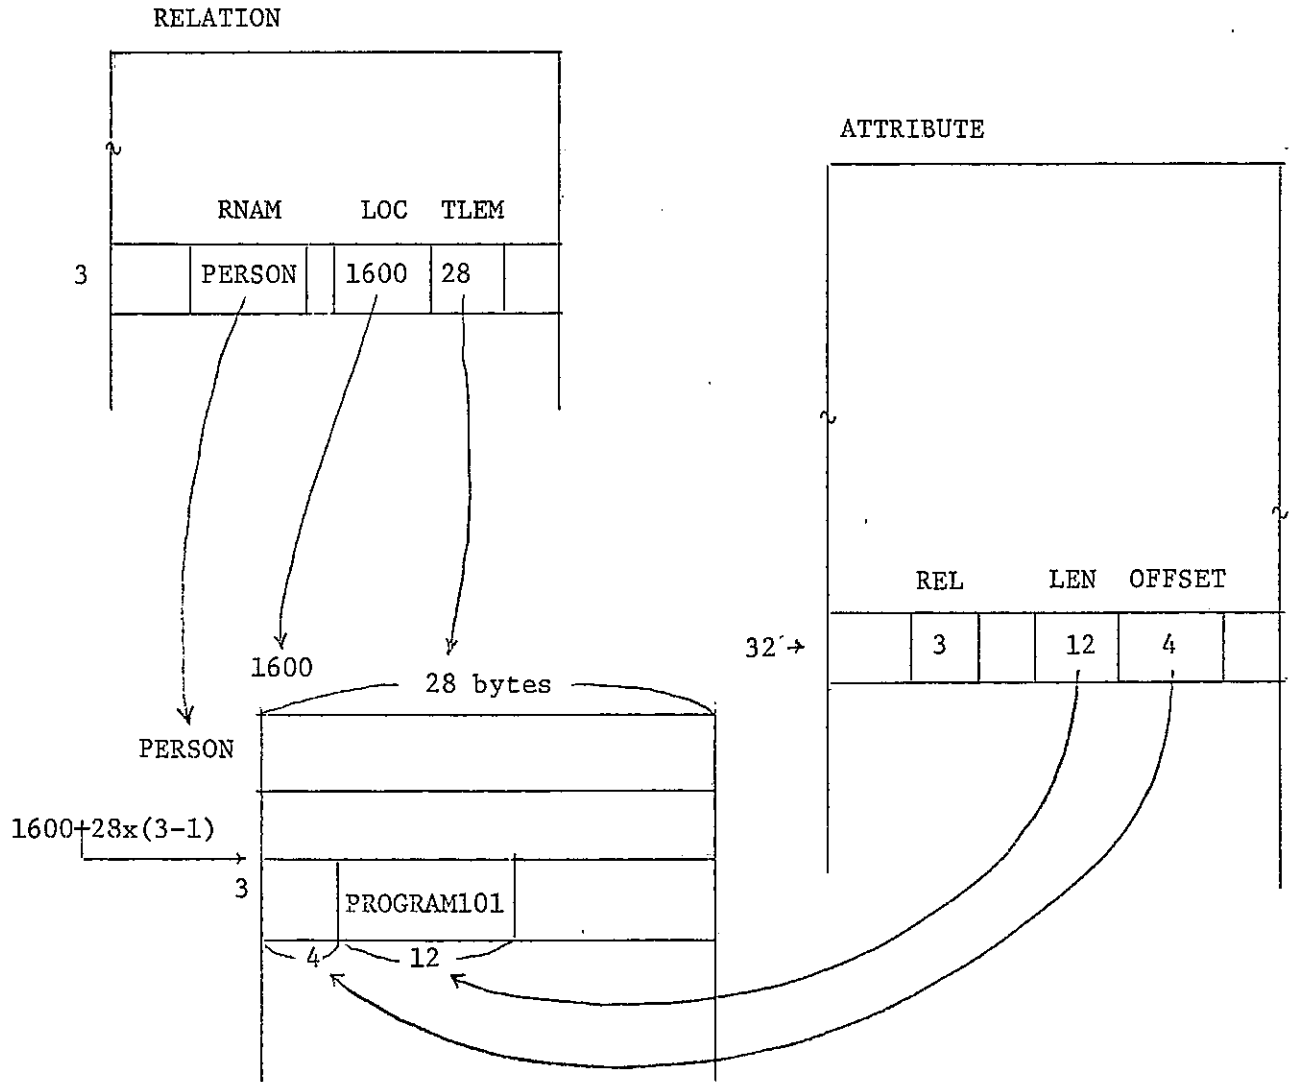 RELATION
RNAM LOC TLEM
3 PERSON 1600 28
ATTRIBUTE
REL LEN OFFSET
32 3 12 4
1600
28 bytes
PERSON
1600+28x(3-1)
3 PROGRAM101
4 12